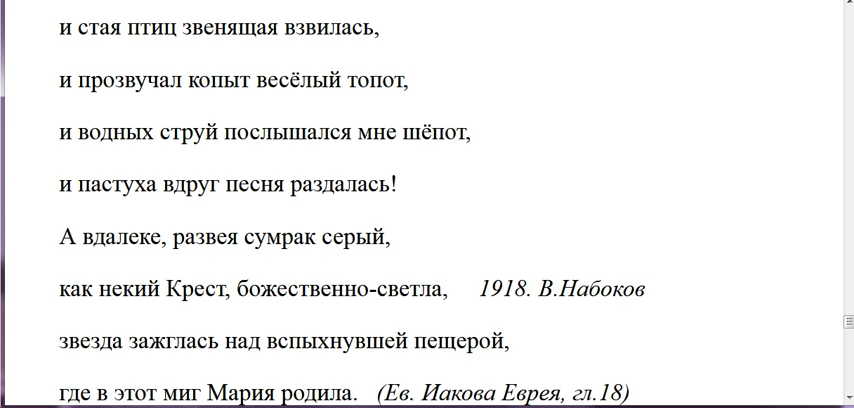 и стая птиц звенящая взвилась,
и прозвучал копыт весёлый топот,
и водных струй послышался мне шёпот,
и пастуха вдруг песня раздалась!
А вдалеке, развея сумрак серый,
как некий Крест, божественно-светла, 1918. В.Набоков
звезда зажглась над вспыхнувшей пещерой,
где в этот миг Мария родила. (Ев. Иакова Еврея, гл.18)